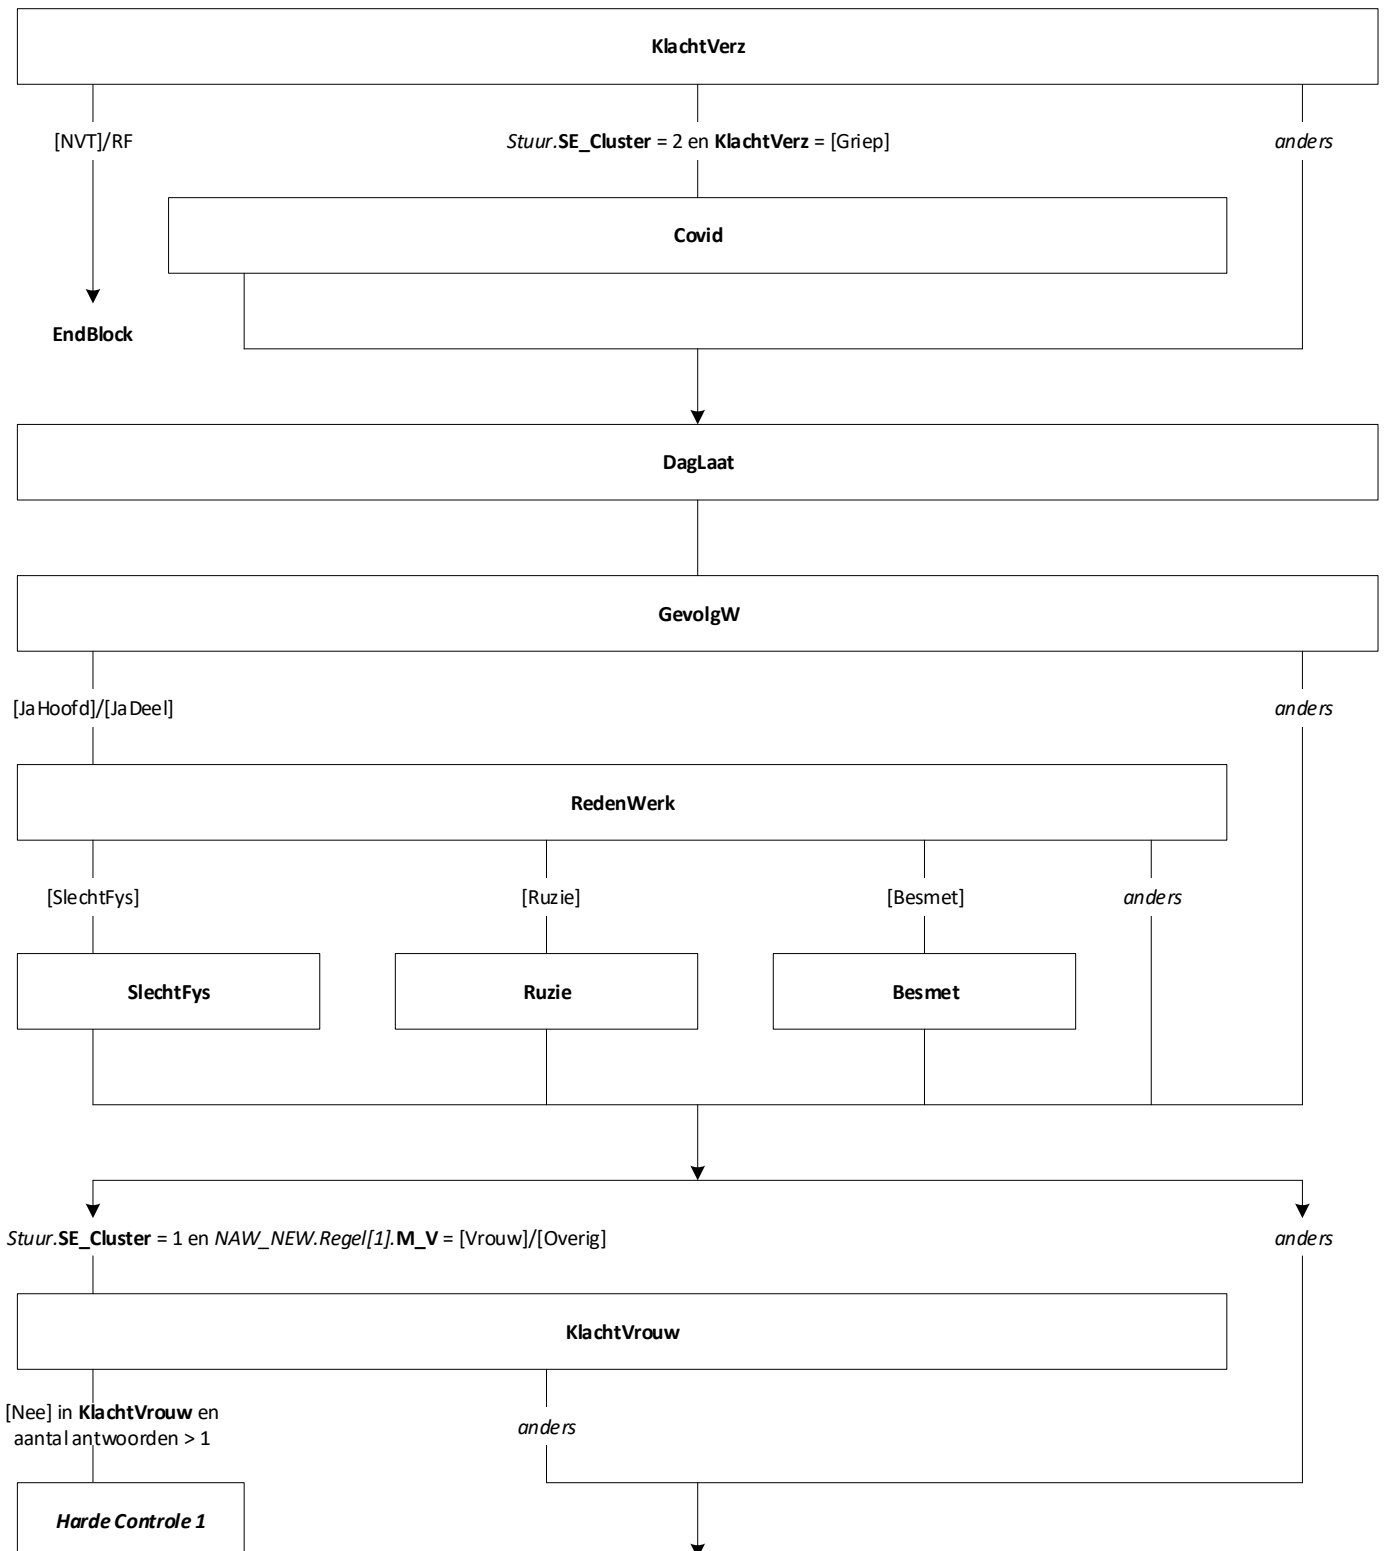 KlachtVerz
[NVT]/RF
Stuur.SE_Cluster = 2 en KlachtVerz = [Griep]
anders
Covid
EndBlock
DagLaat
GevolgW
[JaHoofd]/[JaDeel]
anders
RedenWerk
[SlechtFys]
[Ruzie]
[Besmet]
anders
SlechtFys
Ruzie
Besmet
Stuur.SE_Cluster = 1 en NAW_NEW.Regel[1].M_V = [Vrouw]/[Overig]
anders
KlachtVrouw
[Nee] in KlachtVrouw en
aantal antwoorden > 1
anders
Harde Controle 1